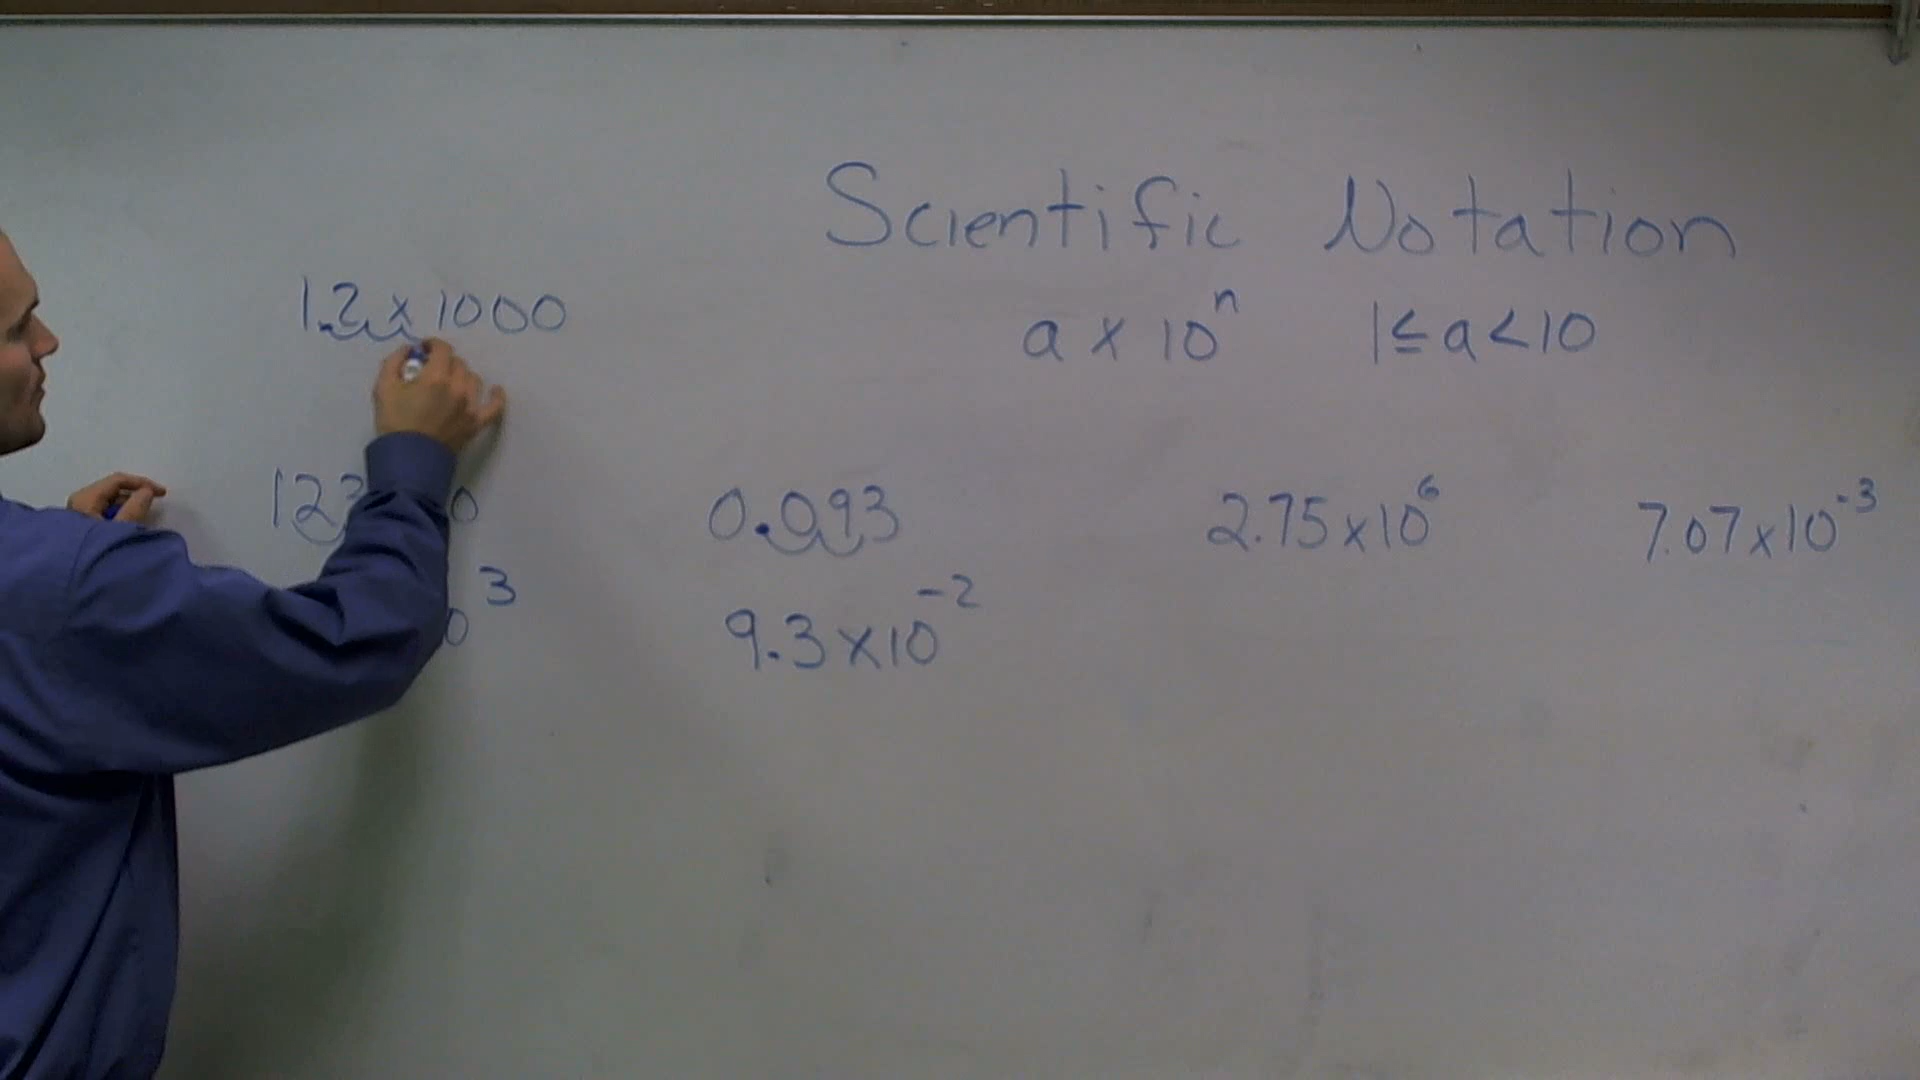 Scientific Notation
1.2 x 1000
a x 10ⁿ 1 ≤ a < 10
0.093
2.75 x 10⁶
7.07 x 10⁻³
9.3 x 10⁻²